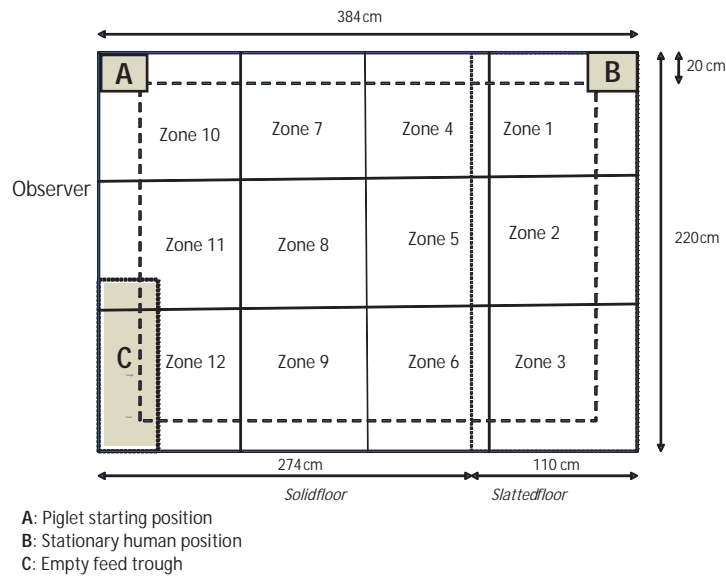 384cm
A
B
20 cm
Zone 10
Zone 7
Zone 4
Zone 1
Observer
Zone 11
Zone 8
Zone 5
Zone 2
220cm
C
Zone 12
Zone 9
Zone 6
Zone 3
274cm
110 cm
Solidfloor
Slattedfloor
A: Piglet starting position
B: Stationary human position
C: Empty feed trough